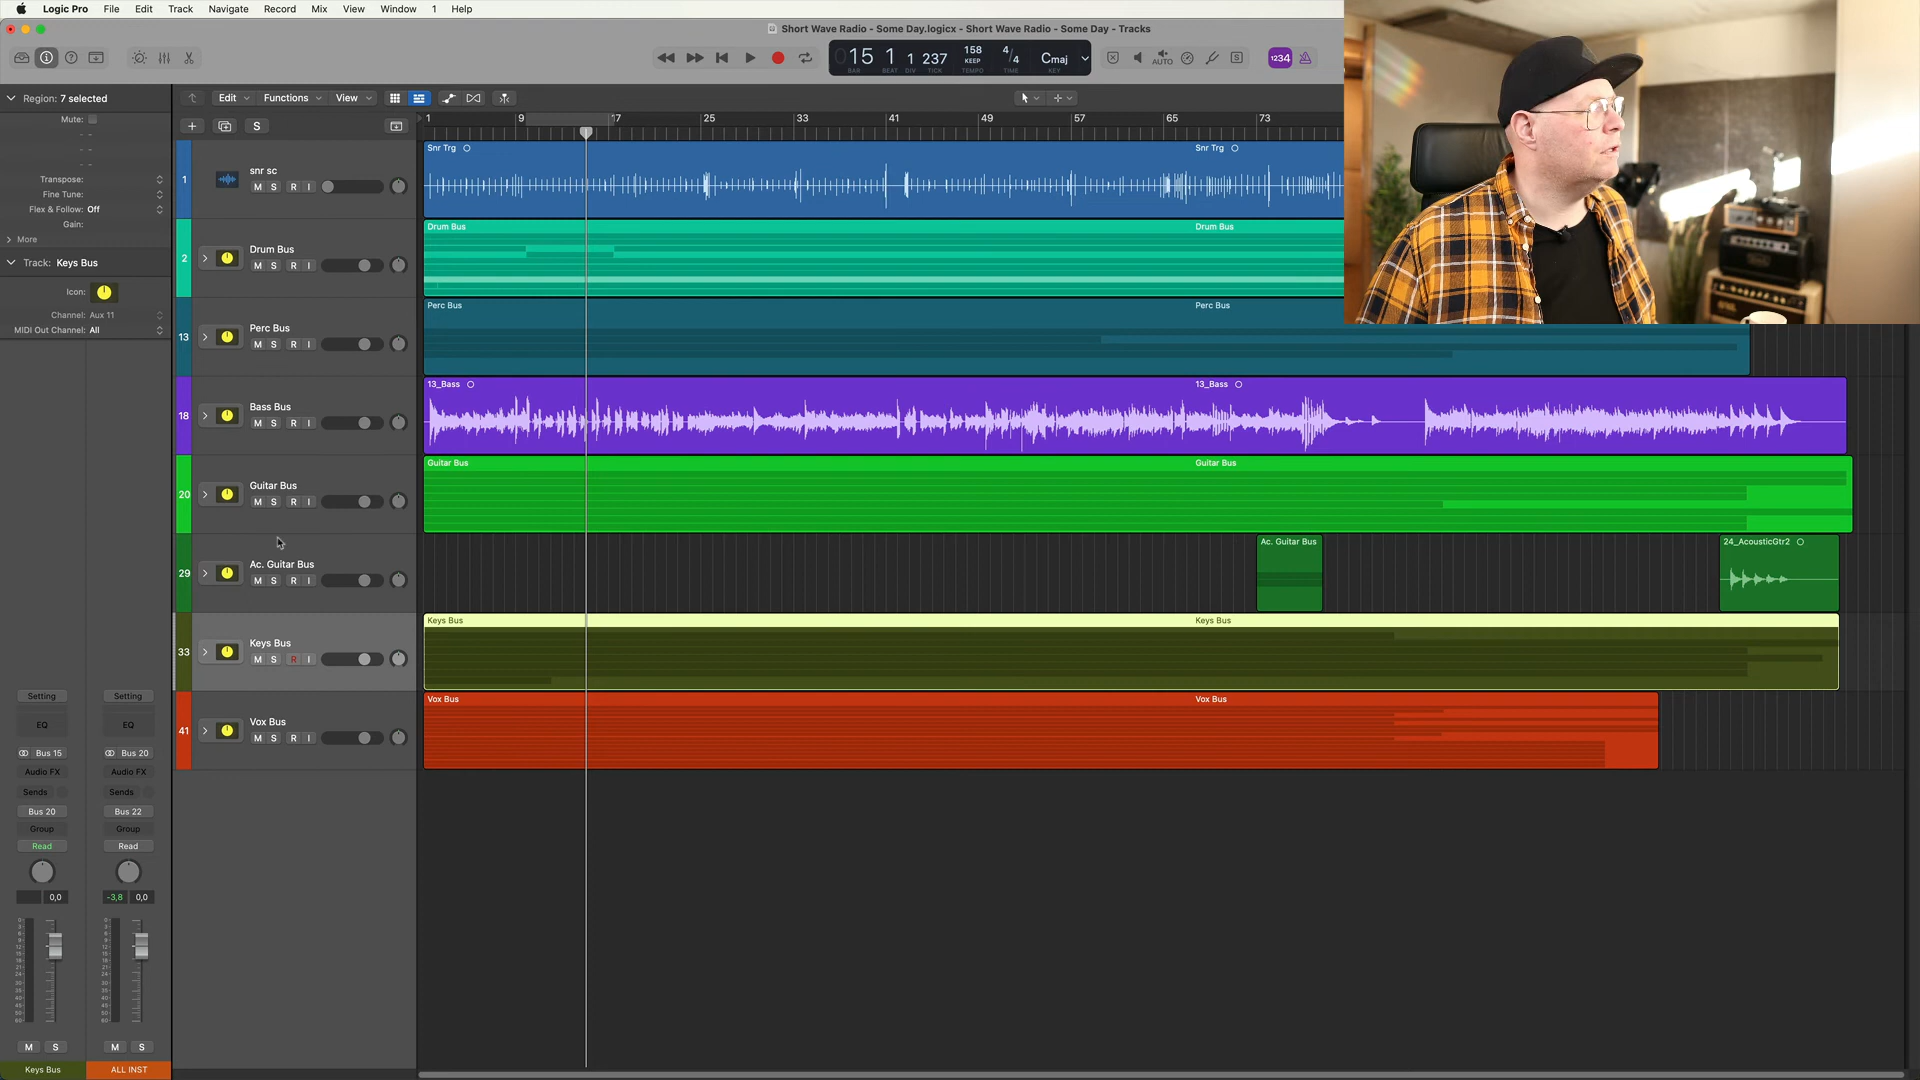 Logic Pro File Edit Track Navigate Record Mix View Window 1 Help
Short Wave Radio - Some Day.logicx - Short Wave Radio - Some Day - Tracks
15 1 1 237 158 4/4 Cmaj
KEEP
BAR BEAT DIV TICK TEMPO TIME KEY
AUTO
S
1234
Region: 7 selected
Mute:
Transpose:
Fine Tune:
Flex & Follow: Off
Gain:
More
Track: Keys Bus
Icon:
Channel: Aux 11
MIDI Out Channel: All
Edit Functions View
S
1 9 17 25 33 41 49 57 65 73
1 snr sc
M S R I
Snr Trg Snr Trg
2 Drum Bus
M S R I
Drum Bus Drum Bus
13 Perc Bus
M S R I
Perc Bus Perc Bus
18 Bass Bus
M S R I
13_Bass 13_Bass
20 Guitar Bus
M S R I
Guitar Bus Guitar Bus
29 Ac. Guitar Bus
M S R I
Ac. Guitar Bus 24_AcousticGtr2
33 Keys Bus
M S R I
Keys Bus Keys Bus
41 Vox Bus
M S R I
Vox Bus Vox Bus
Setting Setting
EQ EQ
Bus 15 Bus 20
Audio FX Audio FX
Sends Sends
Bus 20 Bus 22
Group Group
Read Read
0,0 -3,8 0,0
M S M S
Keys Bus ALL INST